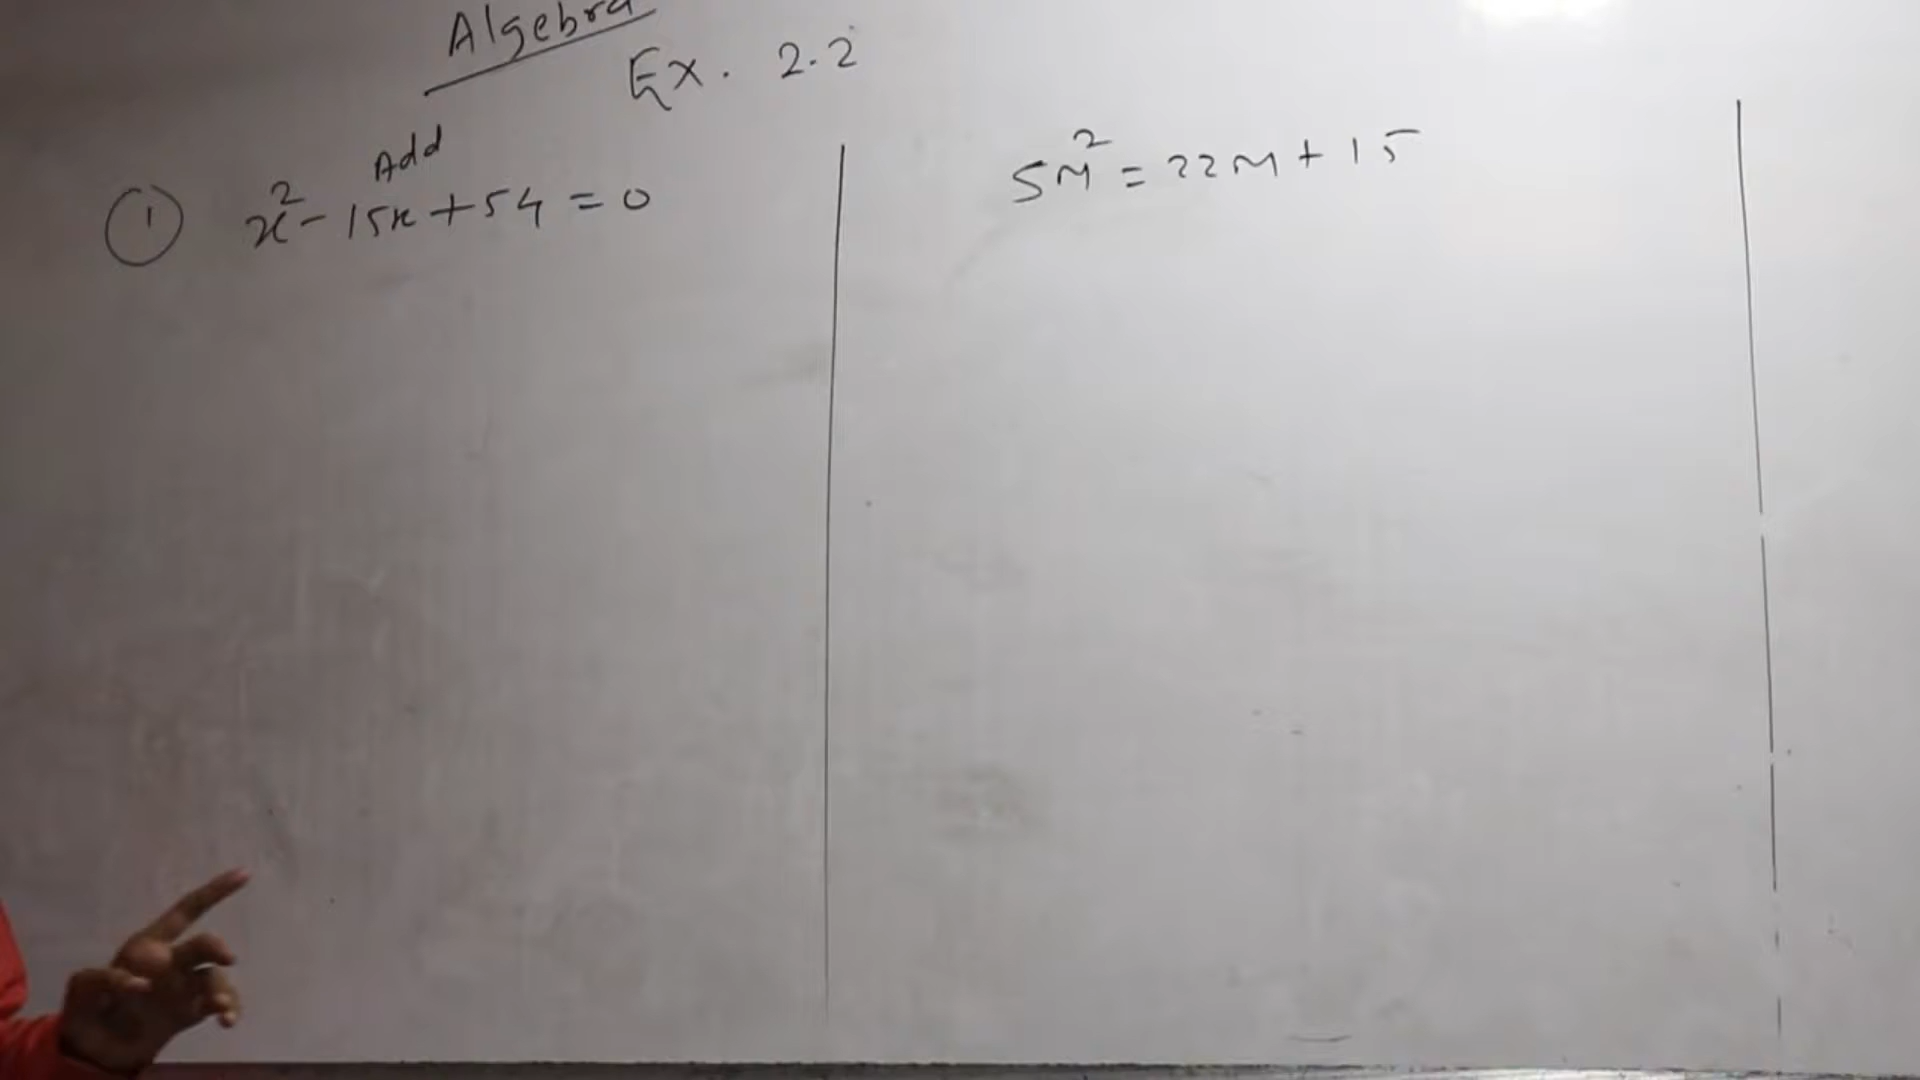 Algebra
Ex. 2.2
Add
① x² - 15x + 54 = 0
5m² = 22m + 15